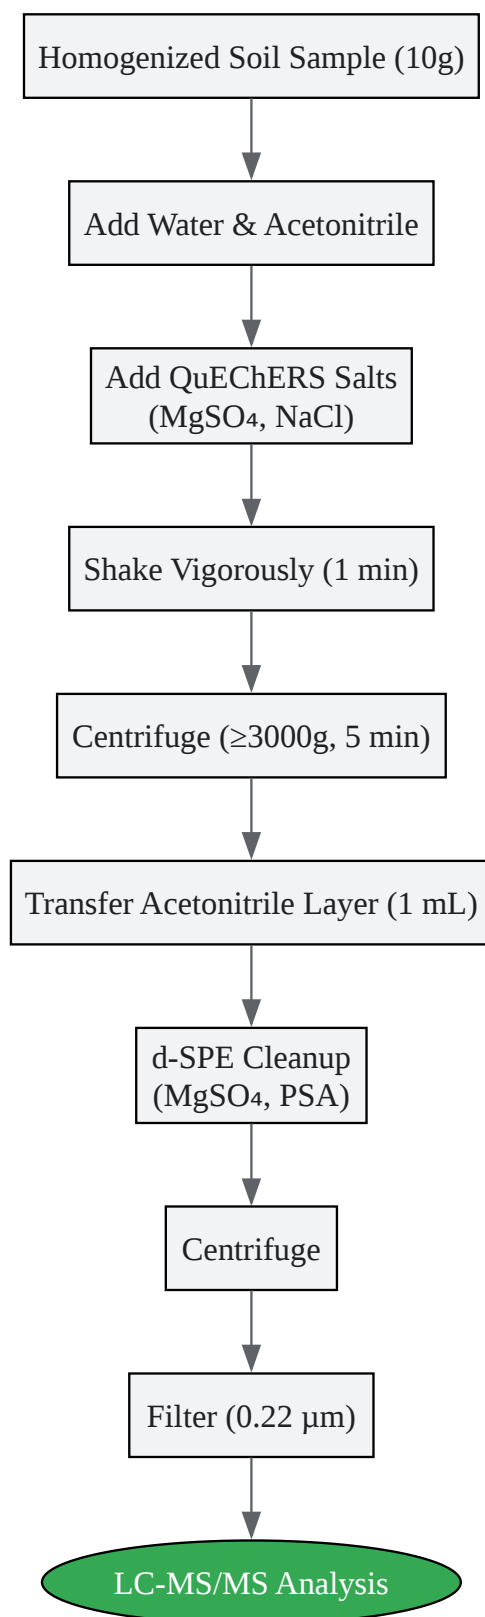 Homogenized Soil Sample (10g)
Add Water & Acetonitrile
Add QuEChERS Salts
(MgSO₄, NaCl)
Shake Vigorously (1 min)
Centrifuge (≥3000g, 5 min)
Transfer Acetonitrile Layer (1 mL)
d-SPE Cleanup
(MgSO₄, PSA)
Centrifuge
Filter (0.22 µm)
LC-MS/MS Analysis